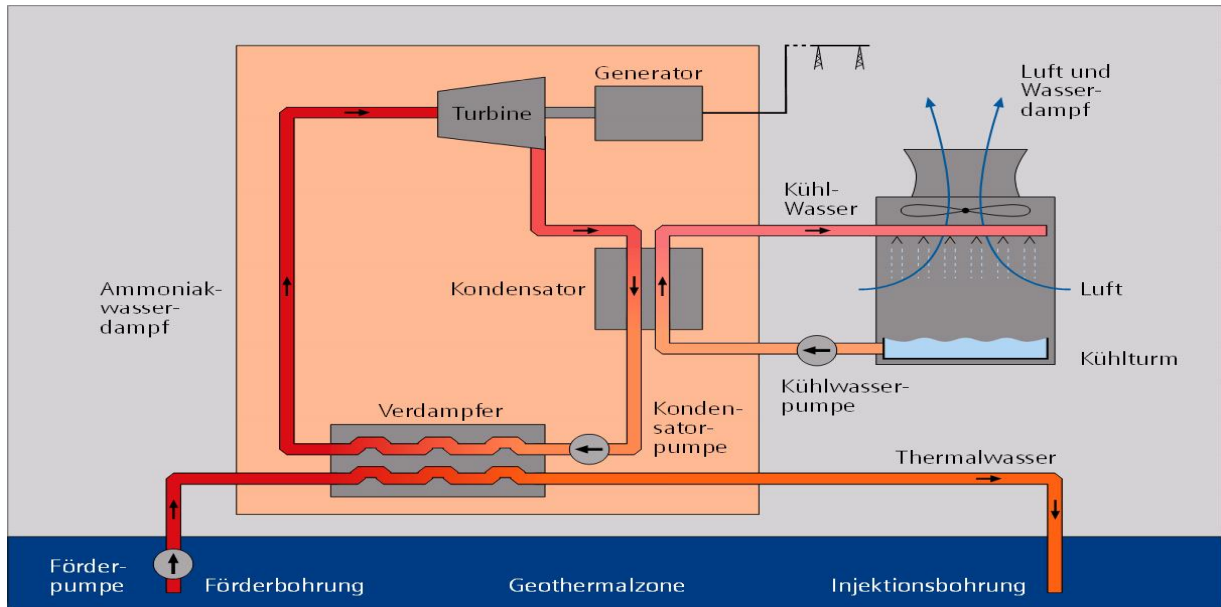 Generator
Turbine
Luft und
Wasser-
dampf
Kühl-
Wasser
Ammoniak-
wasser-
dampf
Kondensator
Luft
Kühlturm
Kühlwasser-
pumpe
Verdampfer
Konden-
sator-
pumpe
Thermalwasser
Förder-
pumpe
Förderbohrung
Geothermalzone
Injektionsbohrung